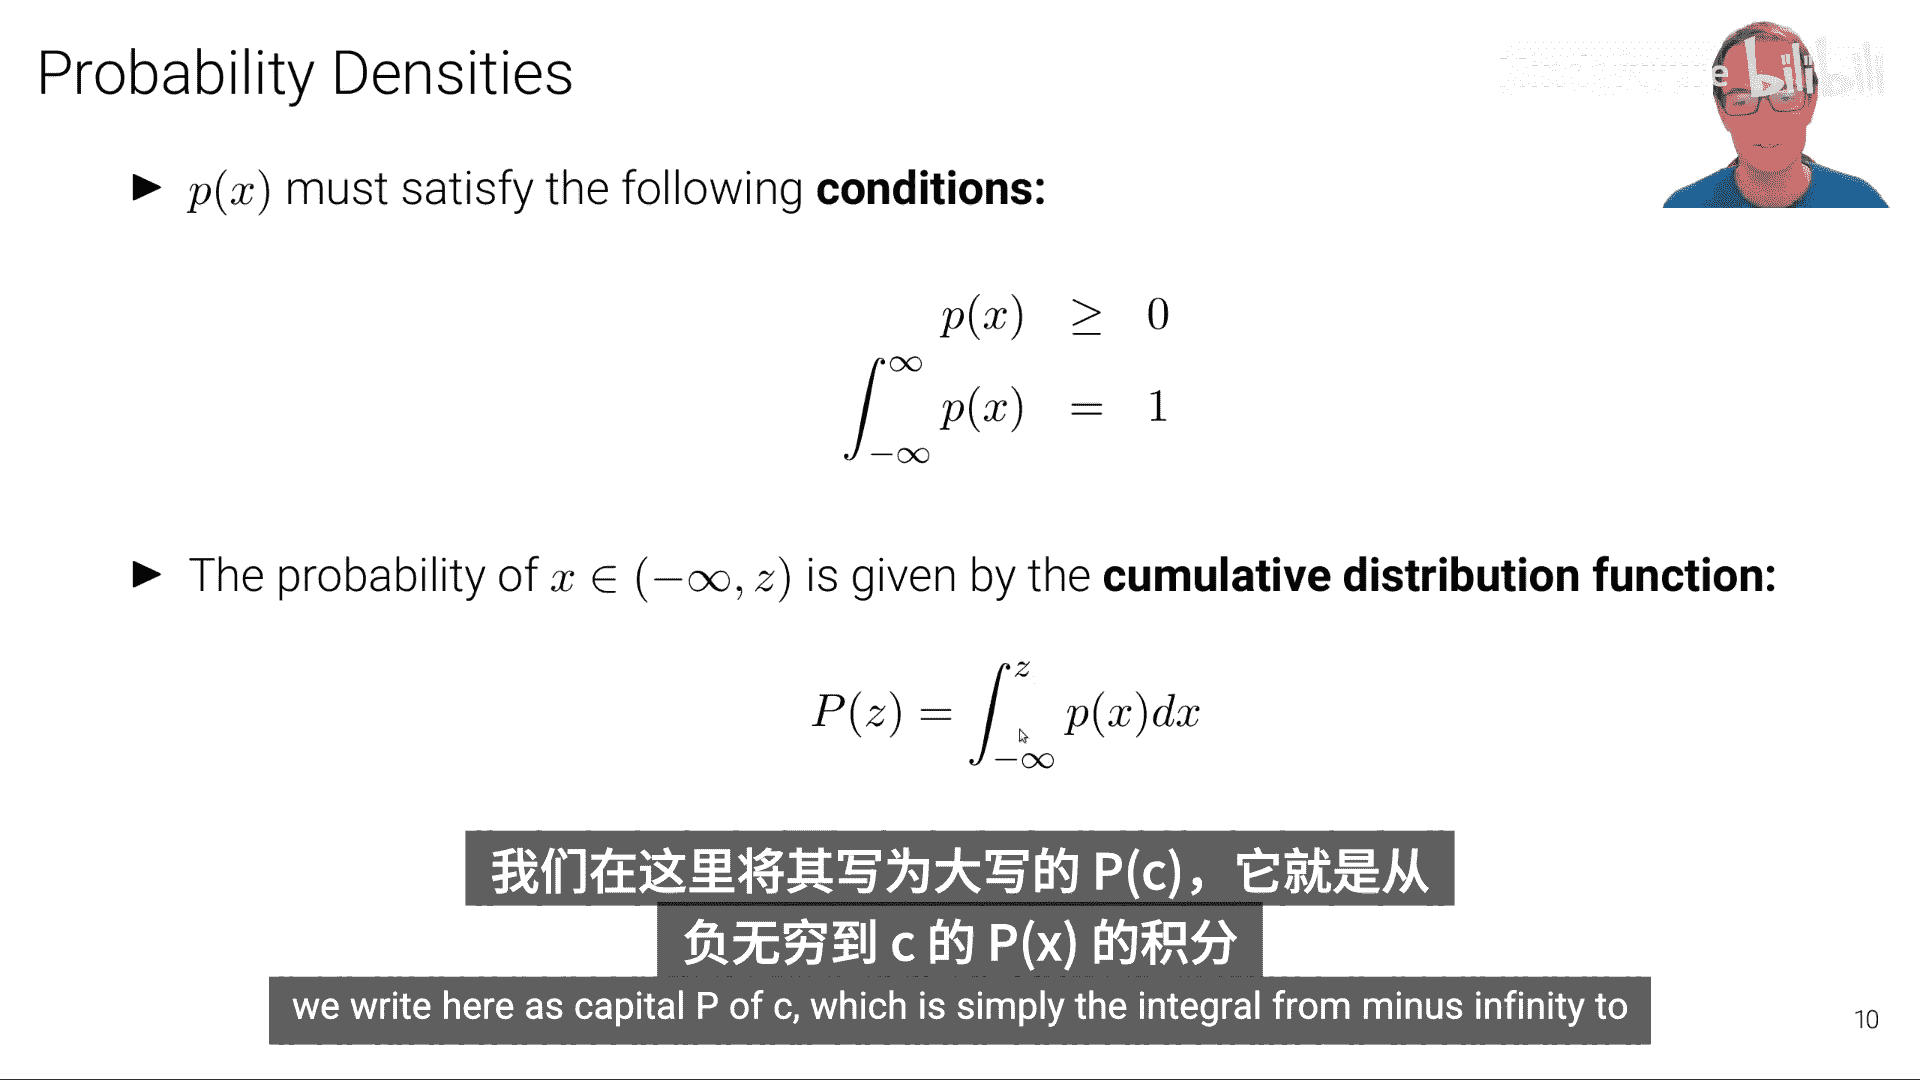 Probability Densities
bilibili
▶ p(x) must satisfy the following conditions:
p(x) ≥ 0
∫_{-∞}^{∞} p(x) = 1
▶ The probability of x ∈ (−∞, z) is given by the cumulative distribution function:
P(z) = ∫_{-∞}^{z} p(x)dx
我们在这里将其写为大写的 P(c)，它就是从
负无穷到 c 的 P(x) 的积分
we write here as capital P of c, which is simply the integral from minus infinity to
10